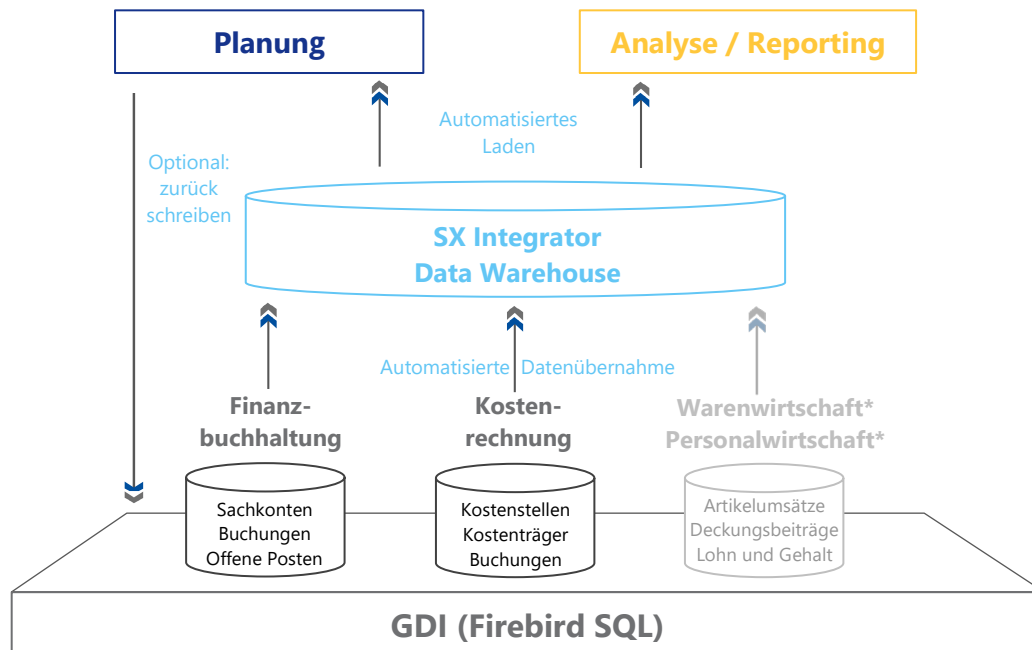 Planung
Analyse / Reporting
Automatisiertes
Laden
Optional:
zurück
schreiben
SX Integrator
Data Warehouse
Automatisierte Datenübernahme
Finanz-
buchhaltung
Kosten-
rechnung
Warenwirtschaft*
Personalwirtschaft*
Sachkonten
Buchungen
Offene Posten
Kostenstellen
Kostenträger
Buchungen
Artikelumsätze
Deckungsbeiträge
Lohn und Gehalt
GDI (Firebird SQL)